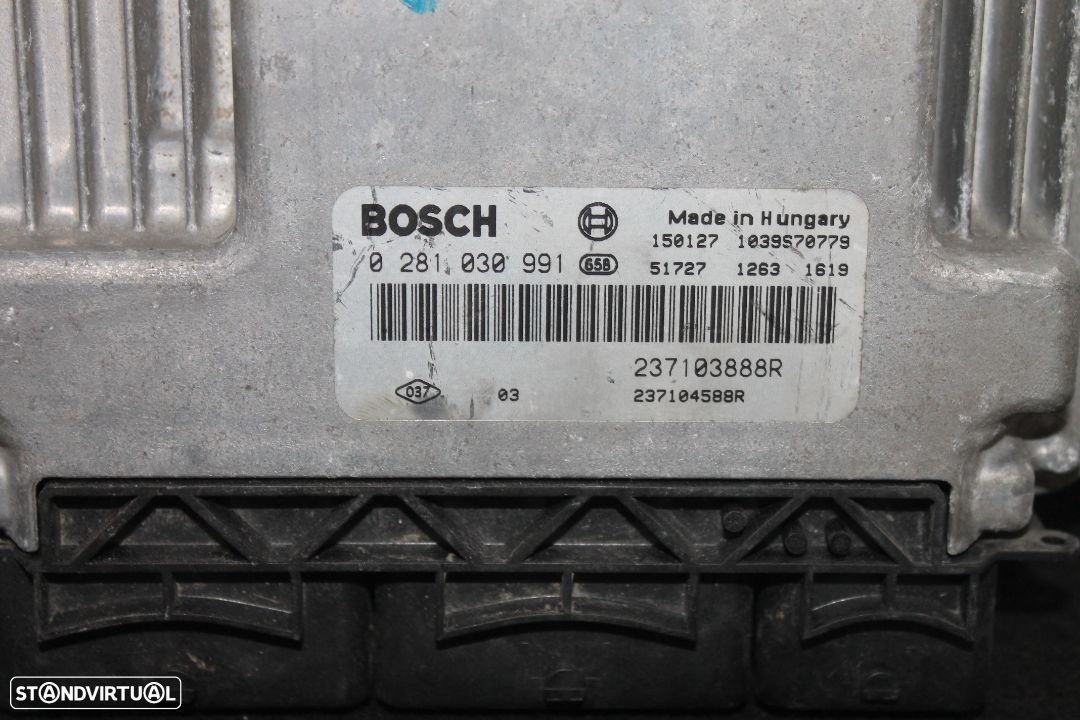 BOSCH
Made in Hungary
150127 1039S70779
0 281 030 991 658
51727 1263 1619
237103888R
037 03 237104588R
STANDVIRTUAL